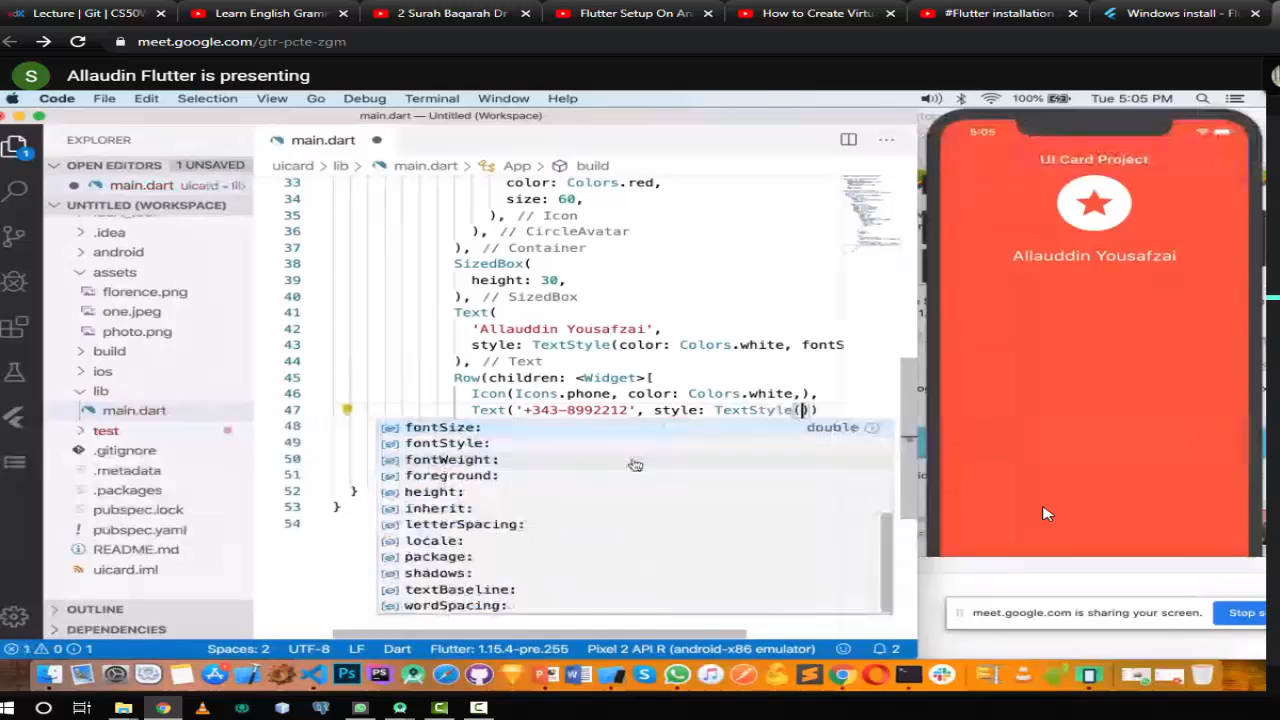 Lecture | Git | CS50W
Learn English Gram
2 Surah Baqarah Dr
Flutter Setup On An
How to Create Virtu
#Flutter installation
Windows install - Fl
meet.google.com/gtr-pcte-zgm
S
Allaudin Flutter is presenting
Code File Edit Selection View Go Debug Terminal Window Help
100% Tue 5:05 PM
main.dart — Untitled (Workspace)
EXPLORER
OPEN EDITORS 1 UNSAVED
main.dart uicard • lib
UNTITLED (WORKSPACE)
.idea
android
assets
florence.png
one.jpeg
photo.png
build
ios
lib
main.dart
test
.gitignore
.metadata
.packages
pubspec.lock
pubspec.yaml
README.md
uicard.iml
OUTLINE
DEPENDENCIES
1
main.dart
uicard > lib > main.dart > App > build
33 color: Colors.red,
34 size: 60,
35 ), // Icon
36 ), // CircleAvatar
37 ), // Container
38 SizedBox(
39 height: 30,
40 ), // SizedBox
41 Text(
42 'Allauddin Yousafzai',
43 style: TextStyle(color: Colors.white, fontS
44 ), // Text
45 Row(children: <Widget>[
46 Icon(Icons.phone, color: Colors.white,),
47 Text('+343-8992212', style: TextStyle())
48
49
50
51
52 }
53 }
54
fontSize: double
fontStyle:
fontWeight:
foreground:
height:
inherit:
letterSpacing:
locale:
package:
shadows:
textBaseline:
wordSpacing:
1 0 1 Spaces: 2 UTF-8 LF Dart Flutter: 1.15.4-pre.255 Pixel 2 API R (android-x86 emulator) 2
5:05
UI Card Project
Allauddin Yousafzai
meet.google.com is sharing your screen.
Stop s
Ps
PS